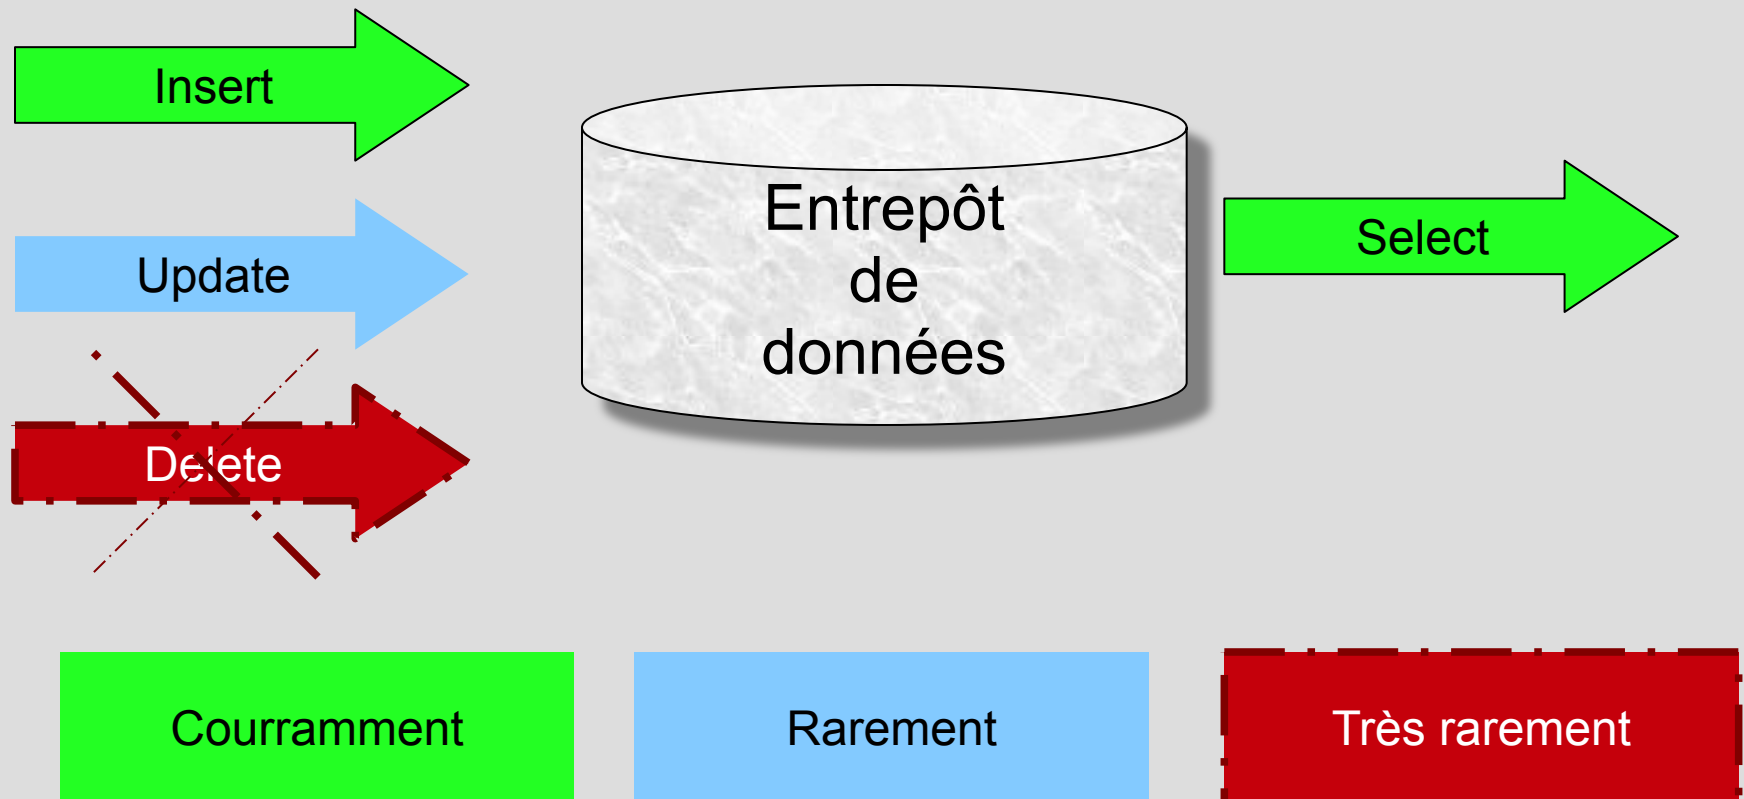 Insert
Update
Delete
Entrepôt
de
données
Select
Courramment
Rarement
Très rarement